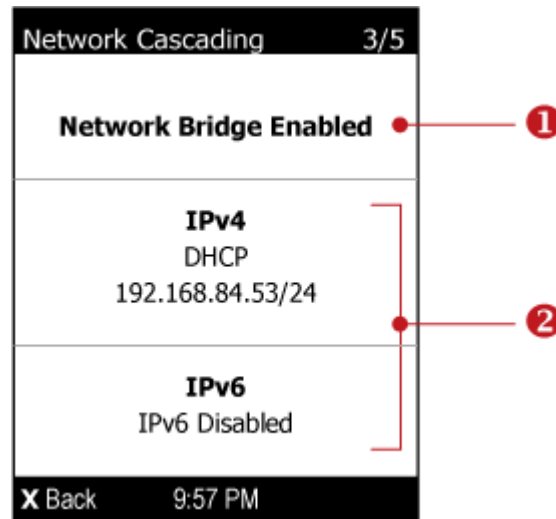 Network Cascading 3/5
Network Bridge Enabled
1
IPv4
DHCP
192.168.84.53/24
2
IPv6
IPv6 Disabled
X Back 9:57 PM